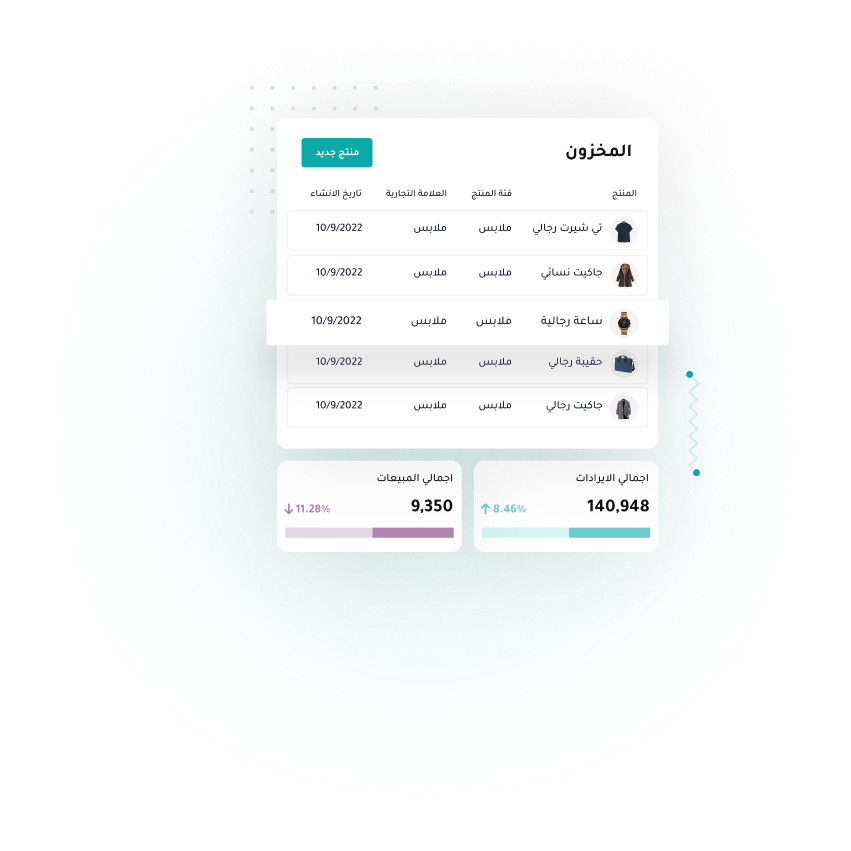 المخزون
منتج جديد
المنتج فئة المنتج العلامة التجارية تاريخ الانشاء
تي شيرت رجالي ملابس ملابس 10/9/2022
جاكيت نسائي ملابس ملابس 10/9/2022
ساعة رجالية ملابس ملابس 10/9/2022
حقيبة رجالي ملابس ملابس 10/9/2022
جاكيت رجالي ملابس ملابس 10/9/2022
اجمالي الايرادات
140,948 8.46%
اجمالي المبيعات
9,350 11.28%